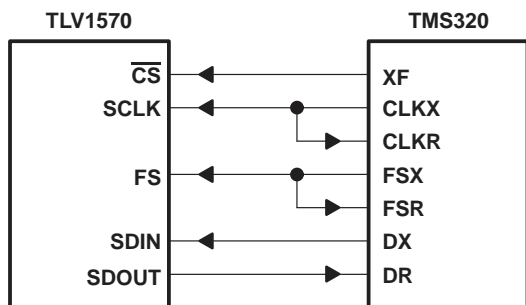 TLV1570
TMS320
CS
XF
SCLK
CLKX
CLKR
FS
FSX
FSR
SDIN
DX
SDOUT
DR